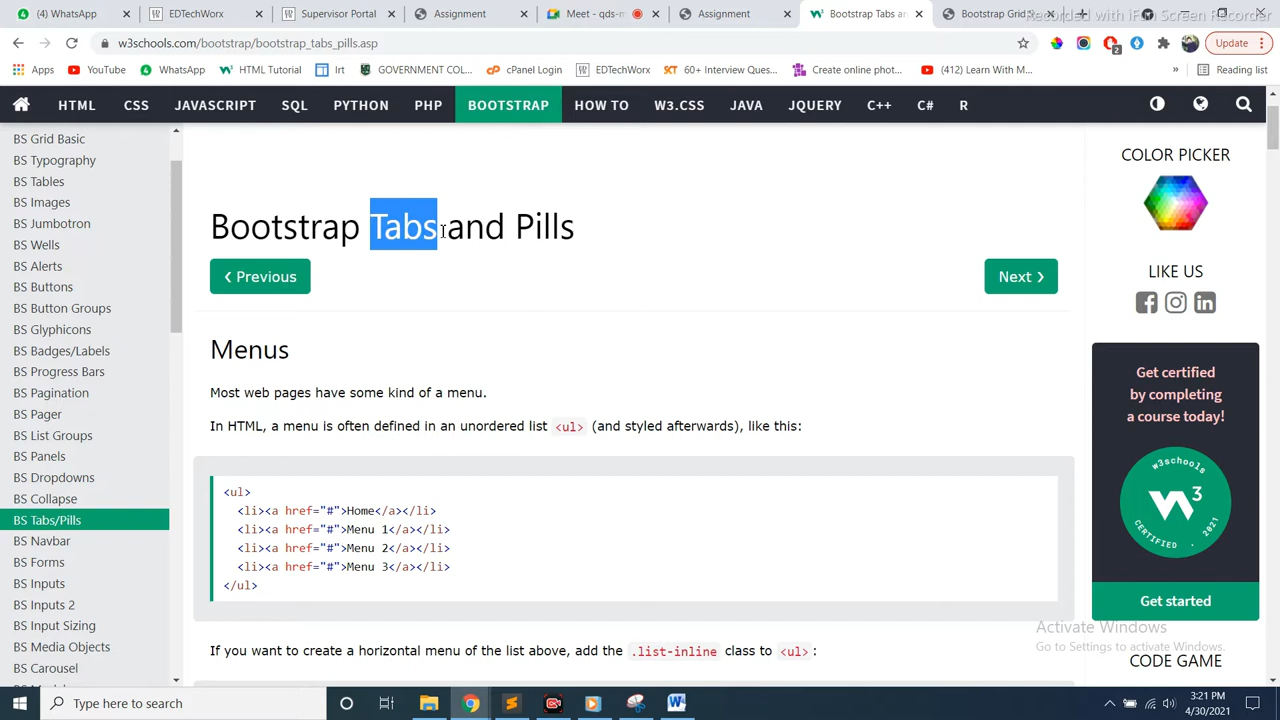 (4) WhatsApp
EDTechWorx
Supervisor Portal
Assignment
Meet - qds-m
Assignment
Bootstrap Tabs an
Bootstrap Grid S
Recorded with iFun Screen Recorder
w3schools.com/bootstrap/bootstrap_tabs_pills.asp
2
Update
Apps
YouTube
WhatsApp
HTML Tutorial
Irt
GOVERNMENT COL...
cPanel Login
EDTechWorx
60+ Interview Ques...
Create online phot...
(412) Learn With M...
»
Reading list
HTML
CSS
JAVASCRIPT
SQL
PYTHON
PHP
BOOTSTRAP
HOW TO
W3.CSS
JAVA
JQUERY
C++
C#
R
BS Grid Basic
BS Typography
BS Tables
BS Images
BS Jumbotron
BS Wells
BS Alerts
BS Buttons
BS Button Groups
BS Glyphicons
BS Badges/Labels
BS Progress Bars
BS Pagination
BS Pager
BS List Groups
BS Panels
BS Dropdowns
BS Collapse
BS Tabs/Pills
BS Navbar
BS Forms
BS Inputs
BS Inputs 2
BS Input Sizing
BS Media Objects
BS Carousel
Bootstrap Tabs and Pills
❮ Previous
Next ❯
Menus
Most web pages have some kind of a menu.
In HTML, a menu is often defined in an unordered list <ul> (and styled afterwards), like this:
<ul>
<li><a href="#">Home</a></li>
<li><a href="#">Menu 1</a></li>
<li><a href="#">Menu 2</a></li>
<li><a href="#">Menu 3</a></li>
</ul>
If you want to create a horizontal menu of the list above, add the .list-inline class to <ul>:
COLOR PICKER
LIKE US
Get certified
by completing
a course today!
w3schools
W3
CERTIFIED . 2021
Get started
Activate Windows
Go to Settings to activate Windows.
CODE GAME
Type here to search
3:21 PM
4/30/2021